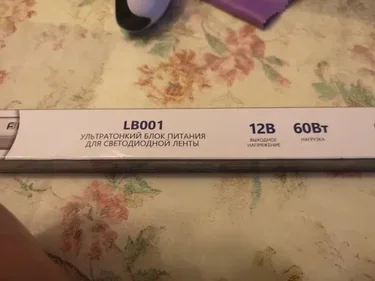 LB001
УЛЬТРАТОНКИЙ БЛОК ПИТАНИЯ
ДЛЯ СВЕТОДИОДНОЙ ЛЕНТЫ
12В
ВЫХОДНОЕ
НАПРЯЖЕНИЕ
60Вт
НАГРУЗКА